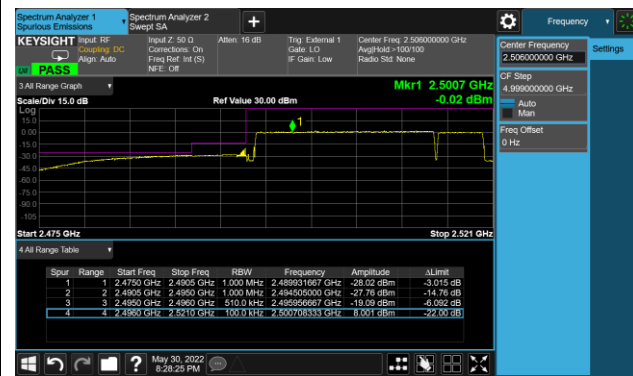 Spectrum Analyzer 1
Spurious Emissions
Spectrum Analyzer 2
Swept SA
Frequency
KEYSIGHT
Input: RF
Coupling: DC
Align: Auto
Input Z: 50 Ω
Corrections: On
Freq Ref: Int (S)
NFE: Off
Atten: 16 dB
Trig: External 1
Gate: LO
IF Gain: Low
Center Freq: 2.506000000 GHz
Avg|Hold:>100/100
Radio Std: None
PASS
Center Frequency
2.506000000 GHz
Settings
CF Step
4.999000000 GHz
Auto
Man
Freq Offset
0 Hz
3 All Range Graph
Mkr1 2.5007 GHz
Scale/Div 15.0 dB
Ref Value 30.00 dBm
-0.02 dBm
Log
15.0
0.00
-15.0
-30.0
-45.0
-60.0
-75.0
-90.0
-105
1
Start 2.475 GHz
Stop 2.521 GHz
4 All Range Table
Spur Range Start Freq Stop Freq RBW Frequency Amplitude ΔLimit
1 1 2.4750 GHz 2.4905 GHz 1.000 MHz 2.489931667 GHz -28.02 dBm -3.015 dB
2 2 2.4905 GHz 2.4950 GHz 1.000 MHz 2.494505000 GHz -27.76 dBm -14.76 dB
3 3 2.4950 GHz 2.4960 GHz 510.0 kHz 2.495956667 GHz -19.09 dBm -6.092 dB
4 4 2.4960 GHz 2.5210 GHz 100.0 kHz 2.500708333 GHz 8.001 dBm -22.00 dB
May 30, 2022
8:28:25 PM